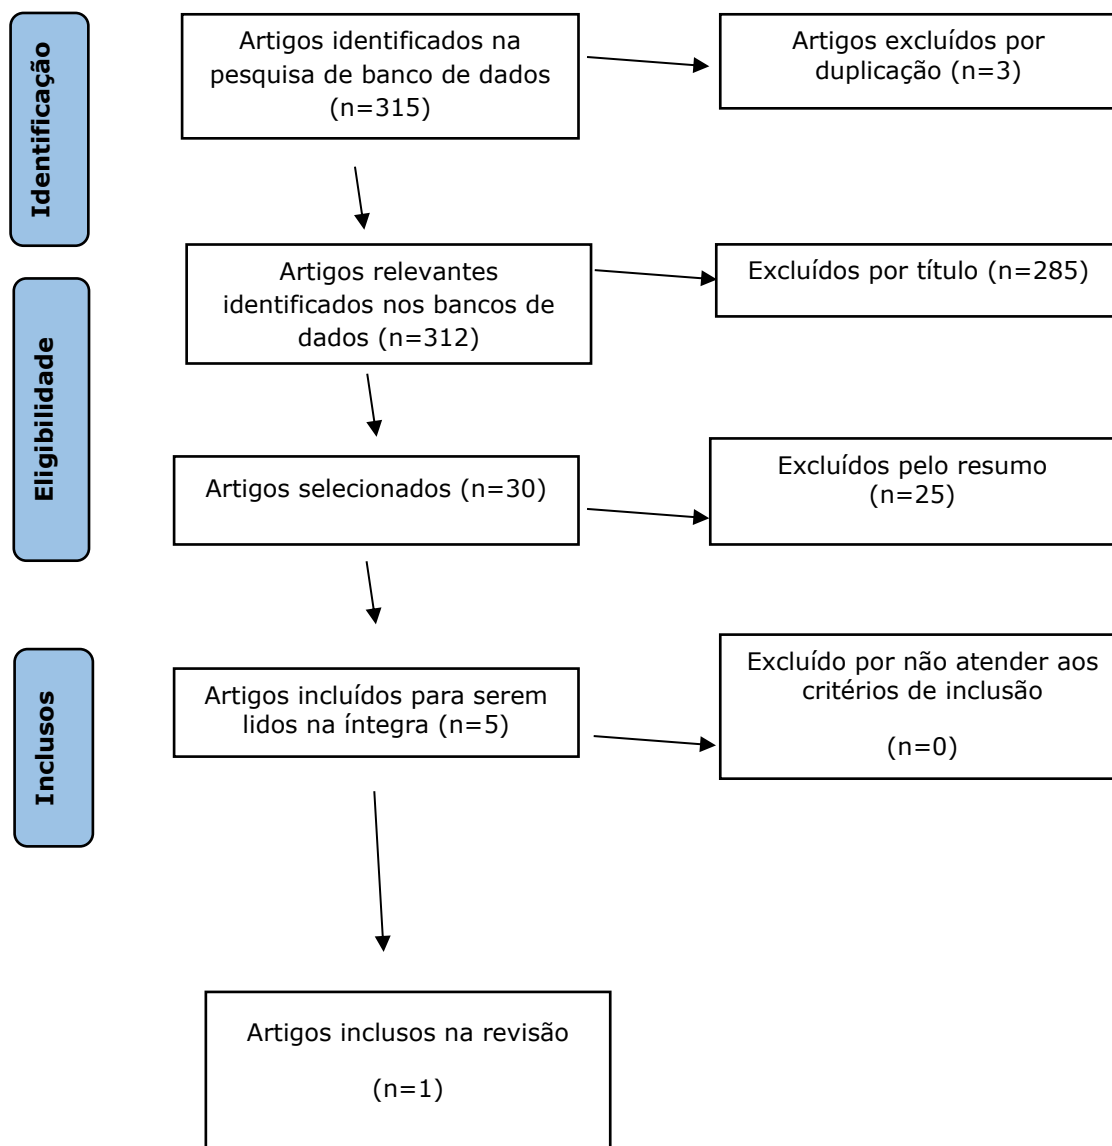 Identificação
Artigos identificados na
pesquisa de banco de dados
(n=315)
Artigos excluídos por
duplicação (n=3)
Artigos relevantes
identificados nos bancos de
dados (n=312)
Excluídos por título (n=285)
Eligibilidade
Artigos selecionados (n=30)
Excluídos pelo resumo
(n=25)
Inclusos
Artigos incluídos para serem
lidos na íntegra (n=5)
Excluído por não atender aos
critérios de inclusão
(n=0)
Artigos inclusos na revisão
(n=1)